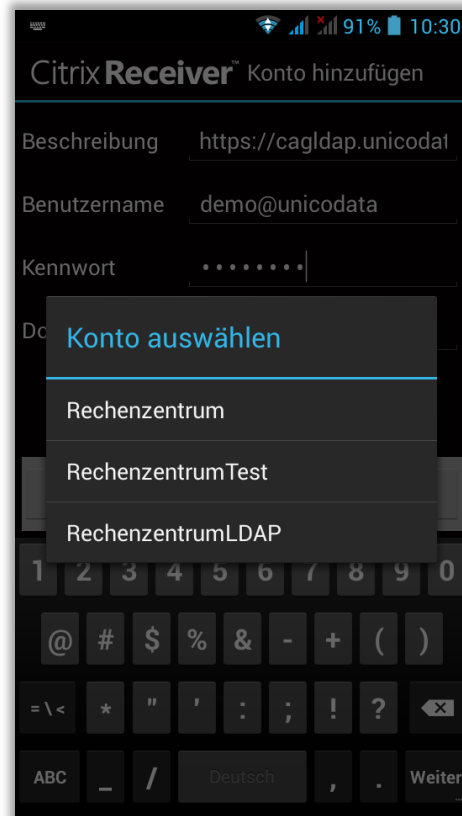 91% 10:30
Citrix Receiver™ Konto hinzufügen
Beschreibung https://cagldap.unicodat
Benutzername demo@unicodata
Kennwort ••••••••
Do
Konto auswählen
Rechenzentrum
RechenzentrumTest
RechenzentrumLDAP
1 2 3 4 5 6 7 8 9 0
@ # $ % & - + ( )
= \ < * " ' : ; ! ?
ABC _ / Deutsch , . Weiter